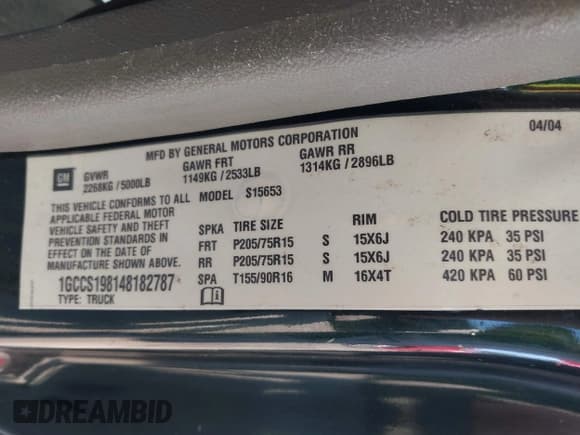 MFD BY GENERAL MOTORS CORPORATION 04/04
GM GVWR GAWR FRT GAWR RR
2268KG / 5000LB 1149KG / 2533LB 1314KG / 2896LB
THIS VEHICLE CONFORMS TO ALL MODEL S15653
APPLICABLE FEDERAL MOTOR
VEHICLE SAFETY AND THEFT
PREVENTION STANDARDS IN
EFFECT ON THE DATE OF
MANUFACTURE SHOWN ABOVE.
1GCCS198148182787
TYPE: TRUCK
SPKA TIRE SIZE RIM COLD TIRE PRESSURE
FRT P205/75R15 S 15X6J 240 KPA 35 PSI
RR P205/75R15 S 15X6J 240 KPA 35 PSI
SPA T155/90R16 M 16X4T 420 KPA 60 PSI
DREAMBID